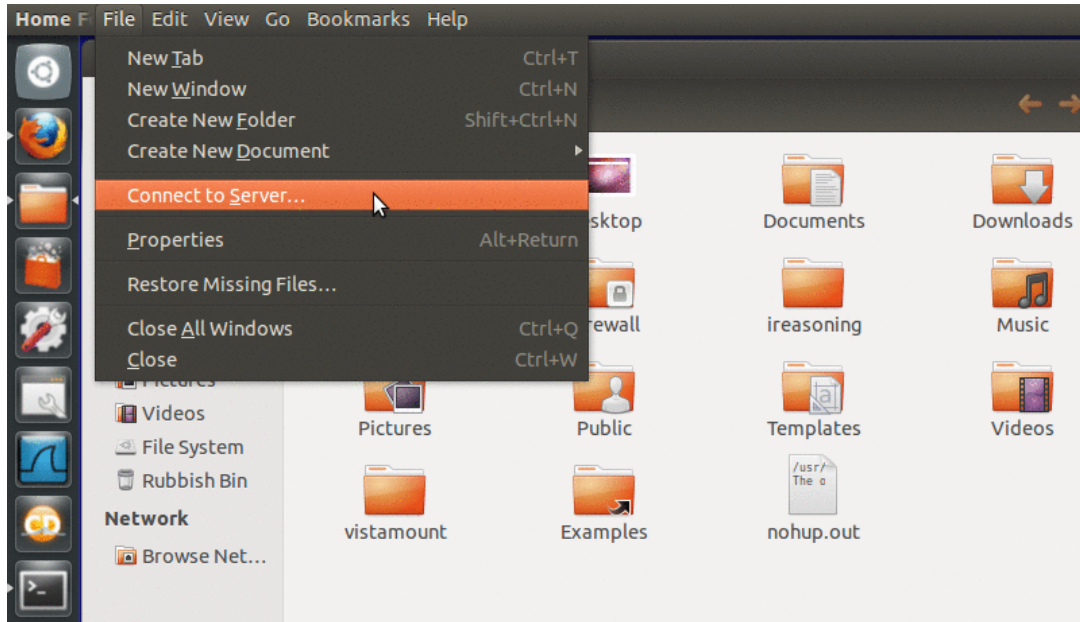 Home F File Edit View Go Bookmarks Help
New Tab Ctrl+T
New Window Ctrl+N
Create New Folder Shift+Ctrl+N
Create New Document
Connect to Server...
Properties Alt+Return
Restore Missing Files...
Close All Windows Ctrl+Q
Close Ctrl+W
sktop Documents Downloads
rewall ireasoning Music
Pictures
Videos
File System
Rubbish Bin
Network
Browse Net...
Pictures Public Templates Videos
vistamount Examples nohup.out
/usr/
The a